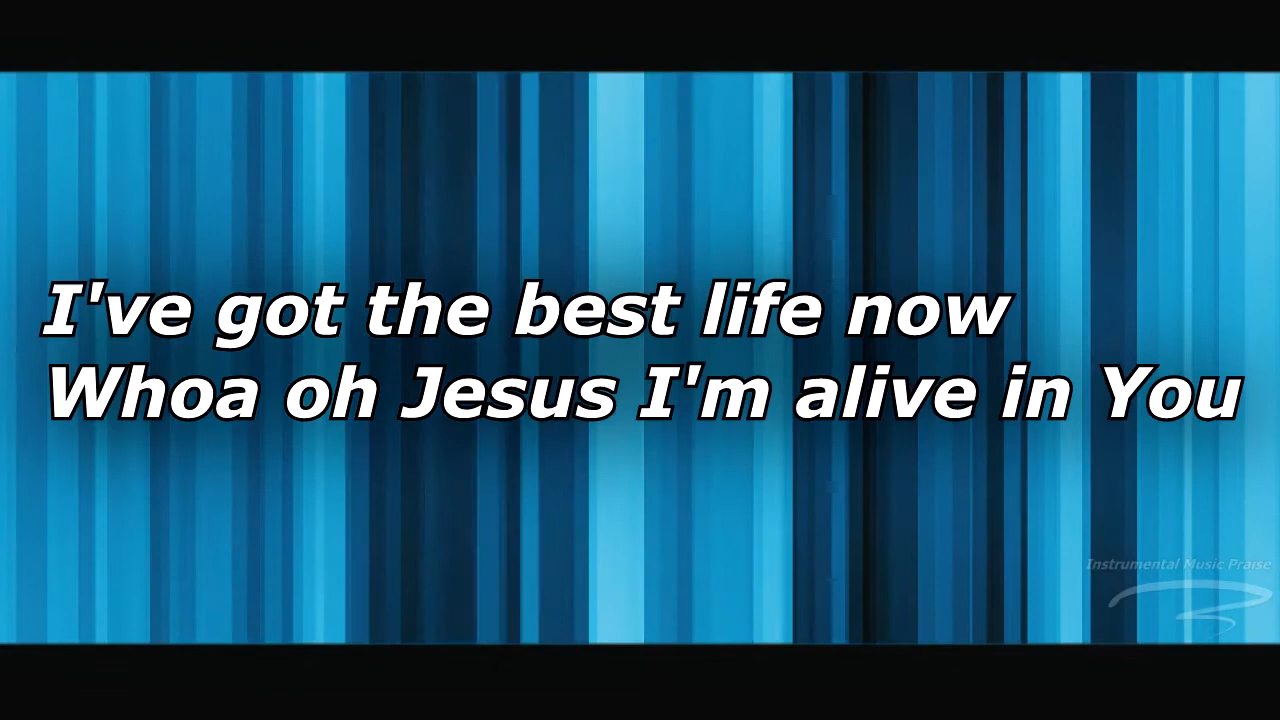 I've got the best life now
Whoa oh Jesus I'm alive in You
Instrumental Music Praise